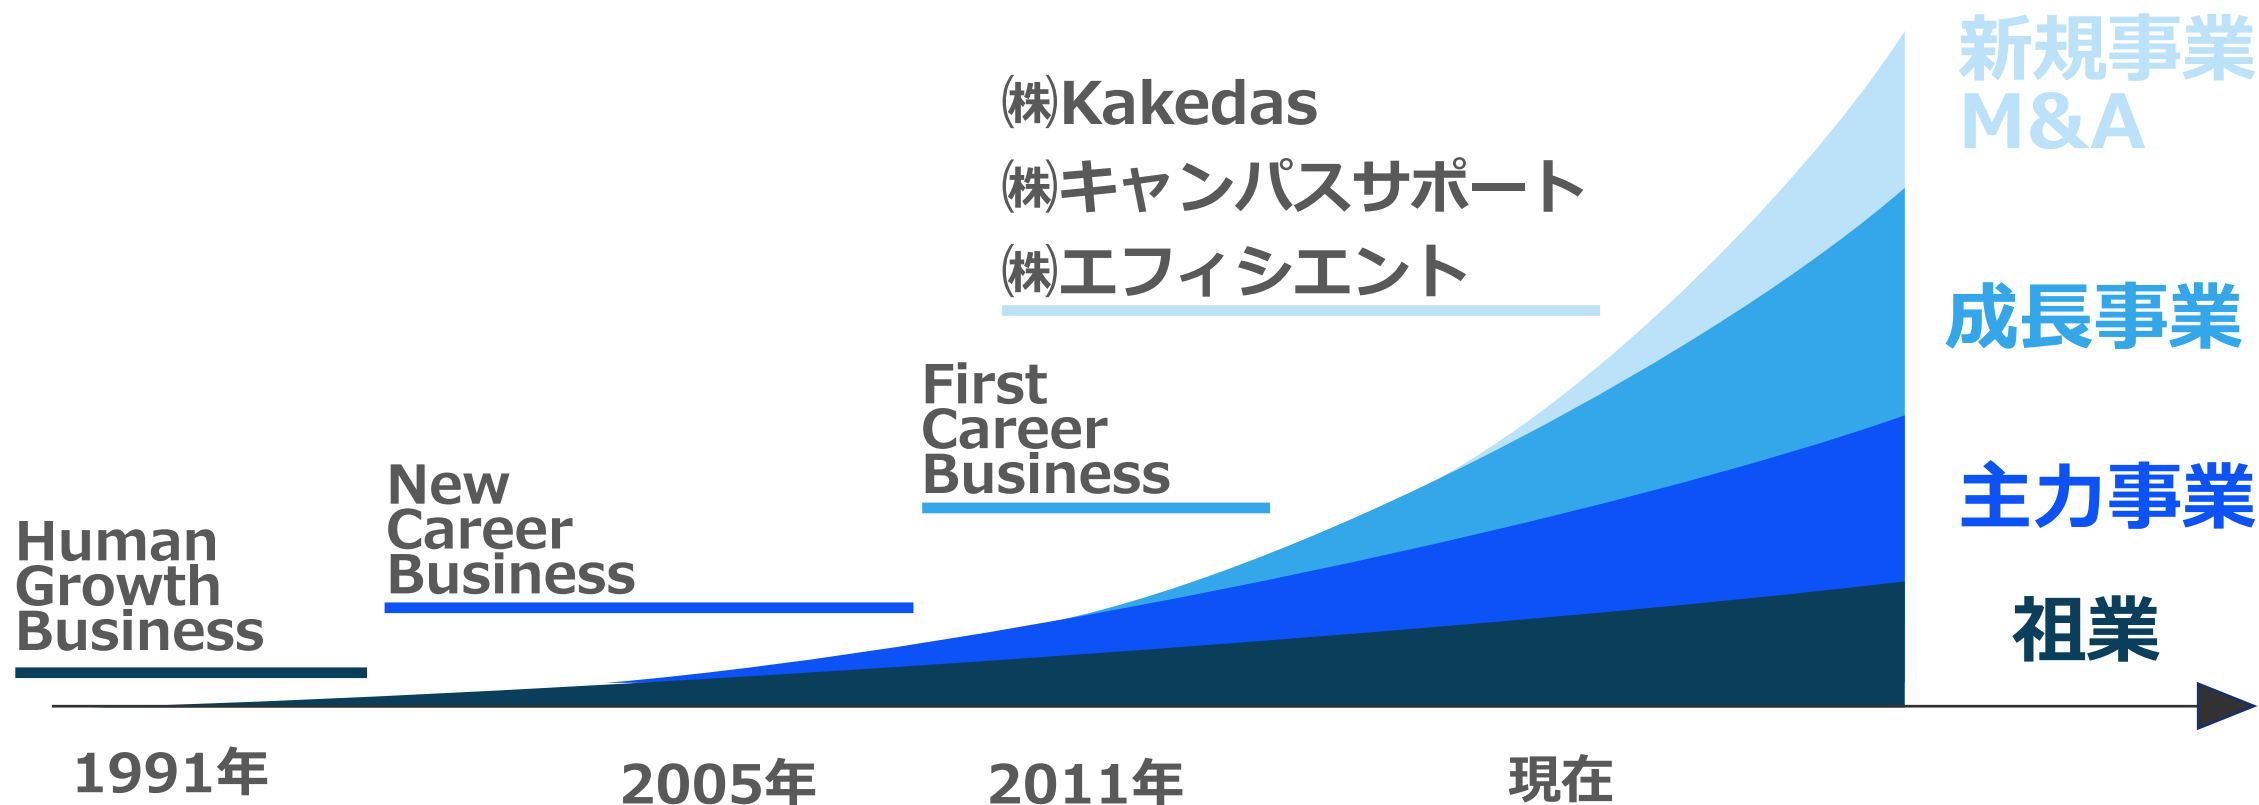 新規事業
M&A
㈱Kakedas
㈱キャンパスサポート
㈱エフィシエント
成長事業
First
Career
Business
主力事業
New
Career
Business
Human
Growth
Business
祖業
1991年
2005年
2011年
現在